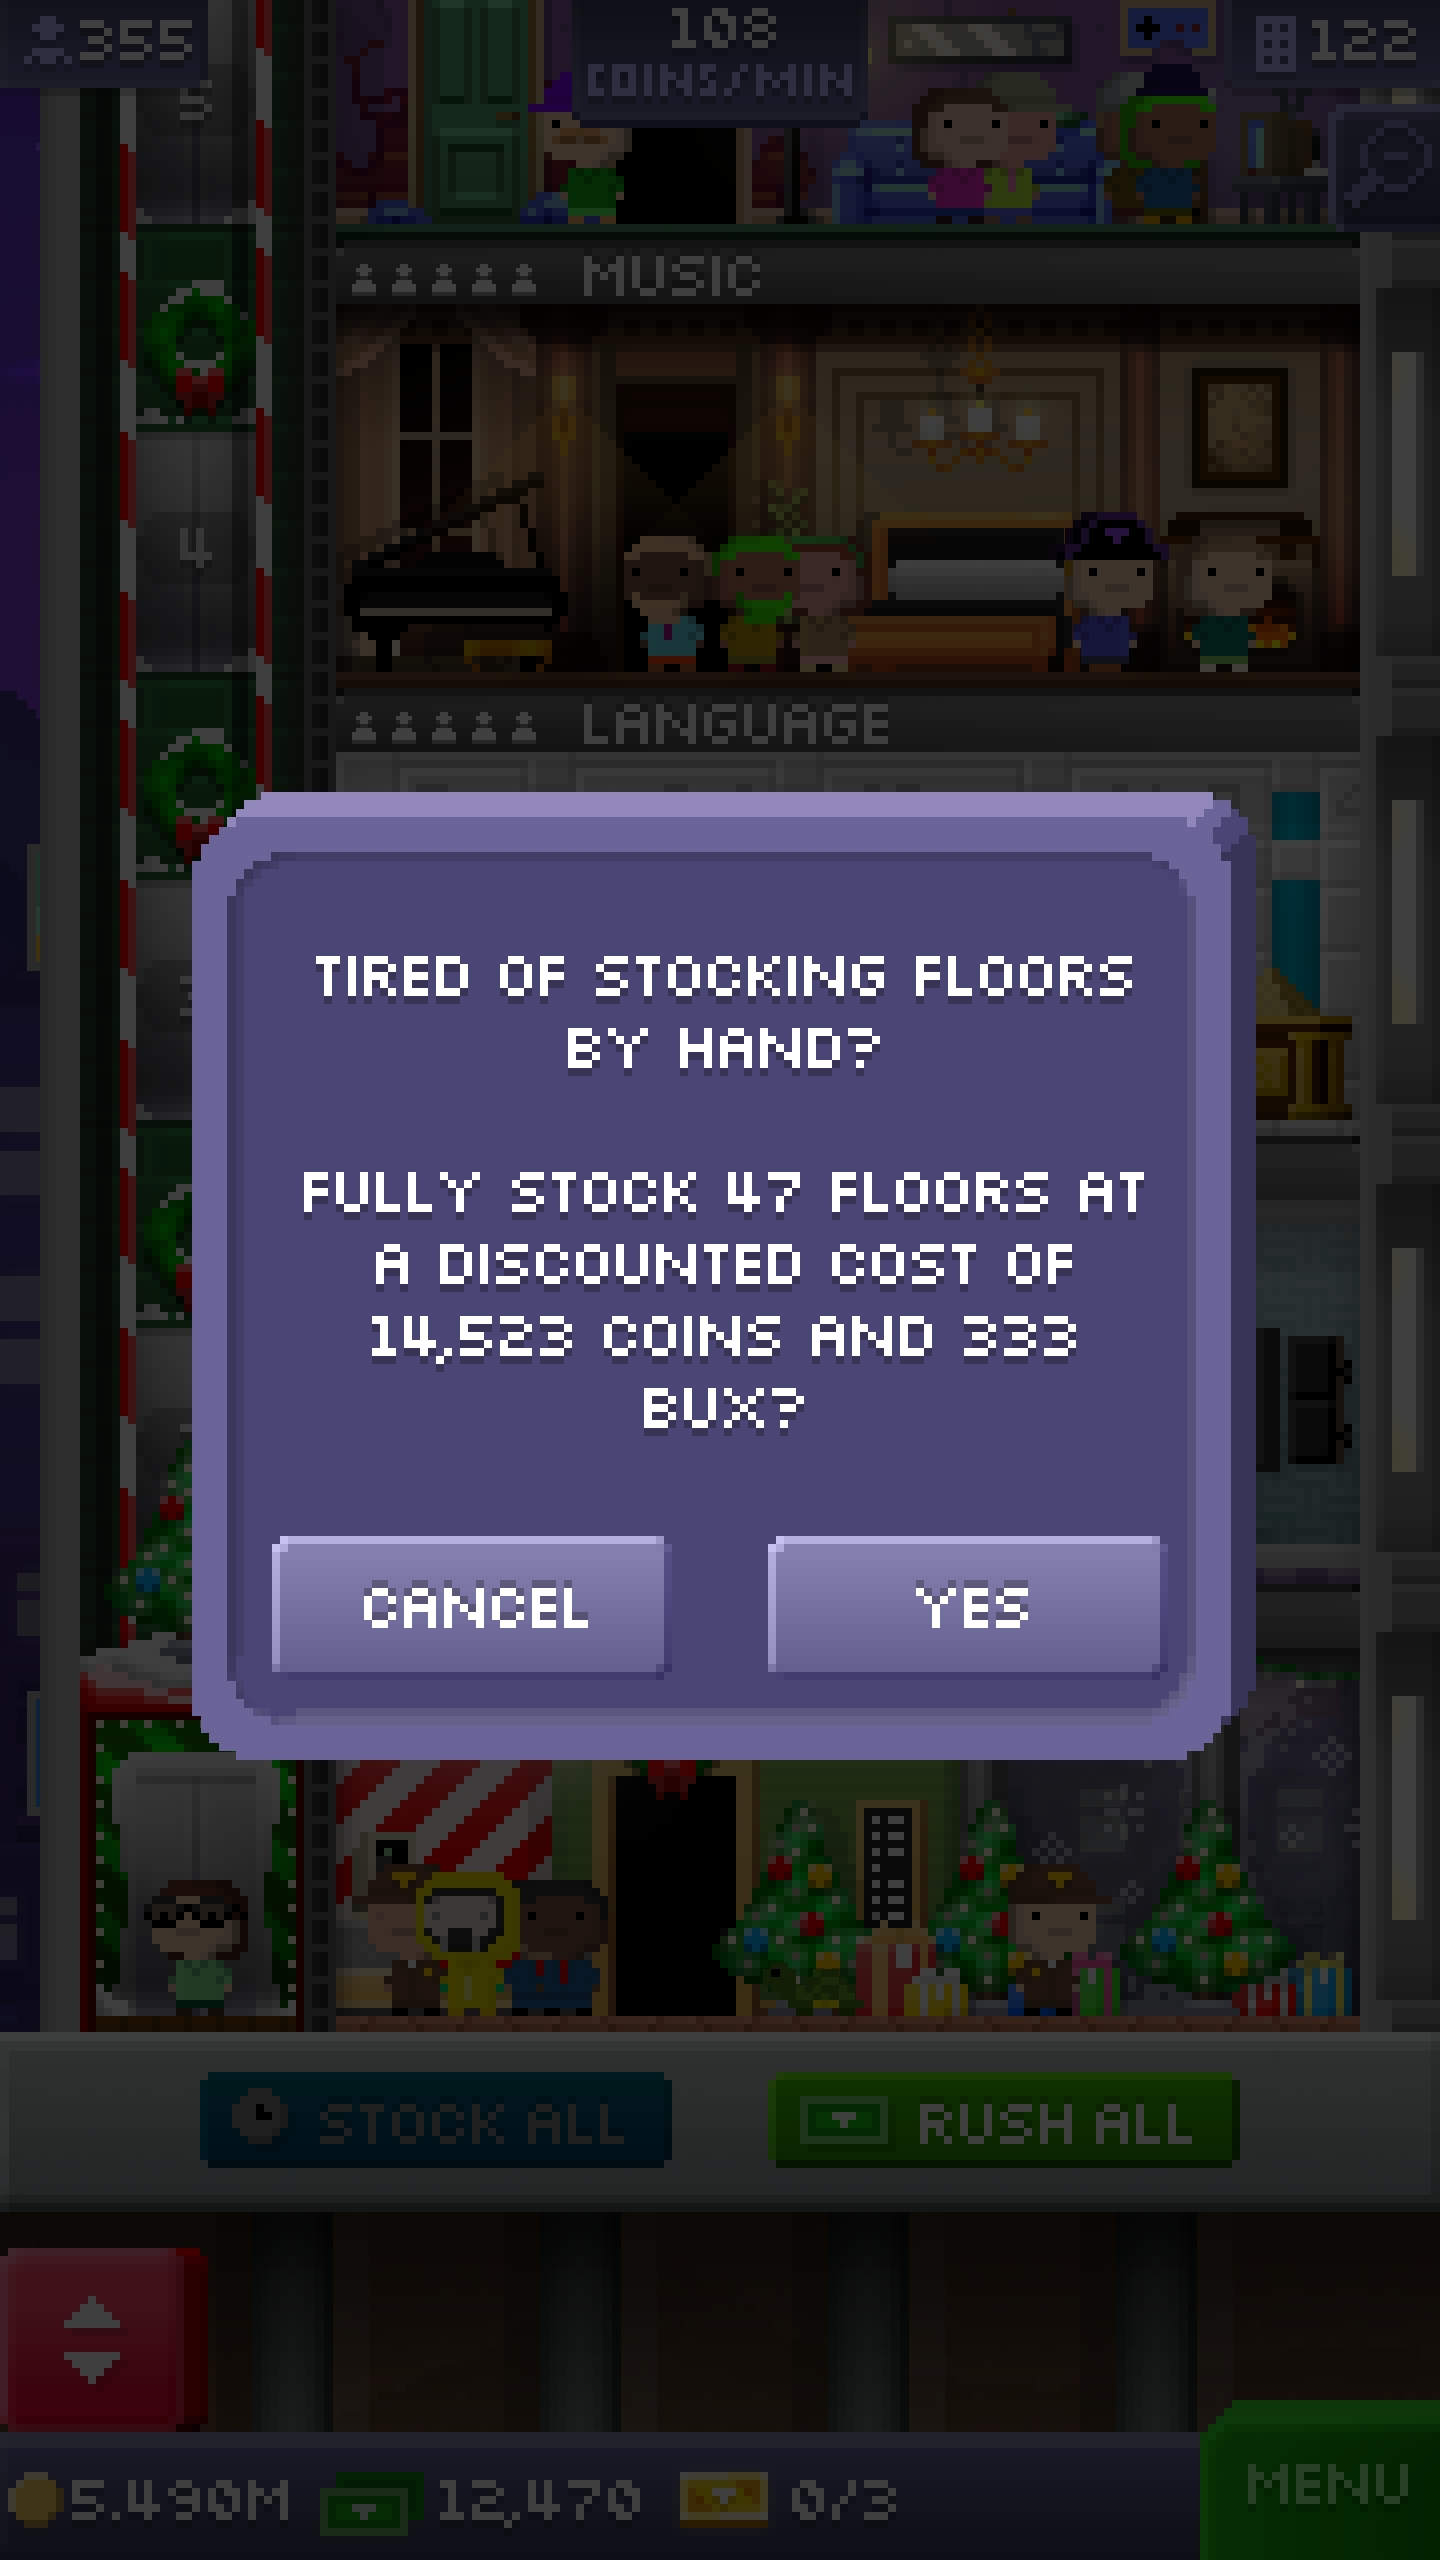 355
108
COINS/MIN
122
5
MUSIC
4
LANGUAGE
TIRED OF STOCKING FLOORS
BY HAND?
FULLY STOCK 47 FLOORS AT
A DISCOUNTED COST OF
14,523 COINS AND 333
BUX?
CANCEL
YES
STOCK ALL
RUSH ALL
5.490M
12,470
0/3
MENU